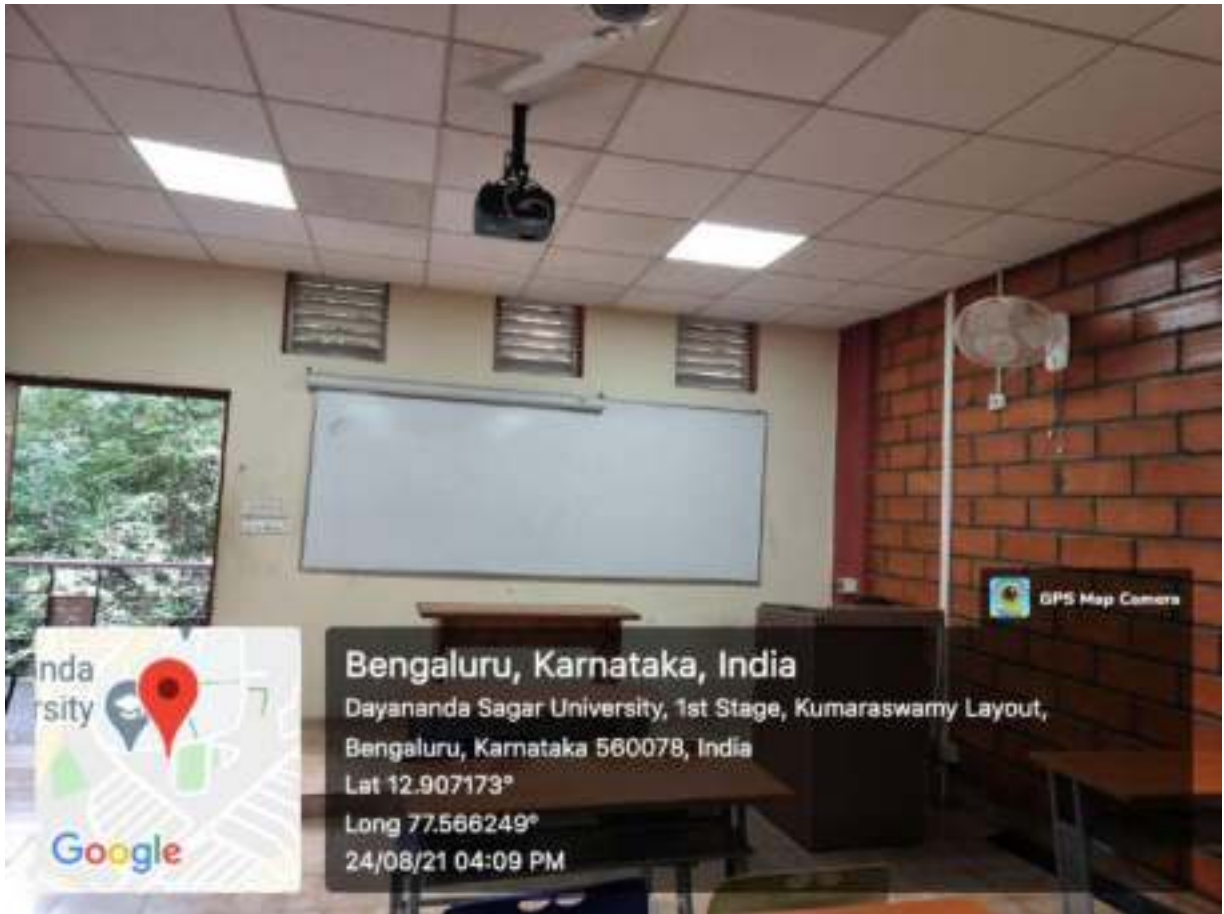 GPS Map Camera
nda
rsity
Google
Bengaluru, Karnataka, India
Dayananda Sagar University, 1st Stage, Kumaraswamy Layout,
Bengaluru, Karnataka 560078, India
Lat 12.907173°
Long 77.566249°
24/08/21 04:09 PM